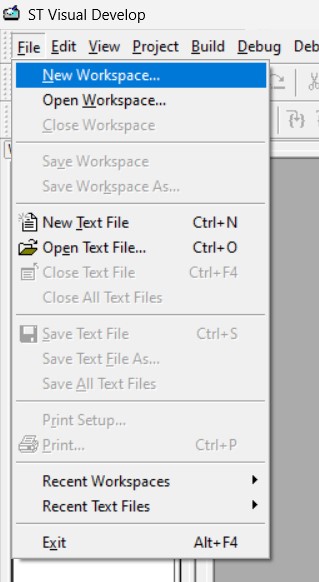 ST Visual Develop
File Edit View Project Build Debug Deb
New Workspace...
Open Workspace...
Close Workspace
Save Workspace
Save Workspace As...
New Text File Ctrl+N
Open Text File... Ctrl+O
Close Text File Ctrl+F4
Close All Text Files
Save Text File Ctrl+S
Save Text File As...
Save All Text Files
Print Setup...
Print... Ctrl+P
Recent Workspaces
Recent Text Files
Exit Alt+F4